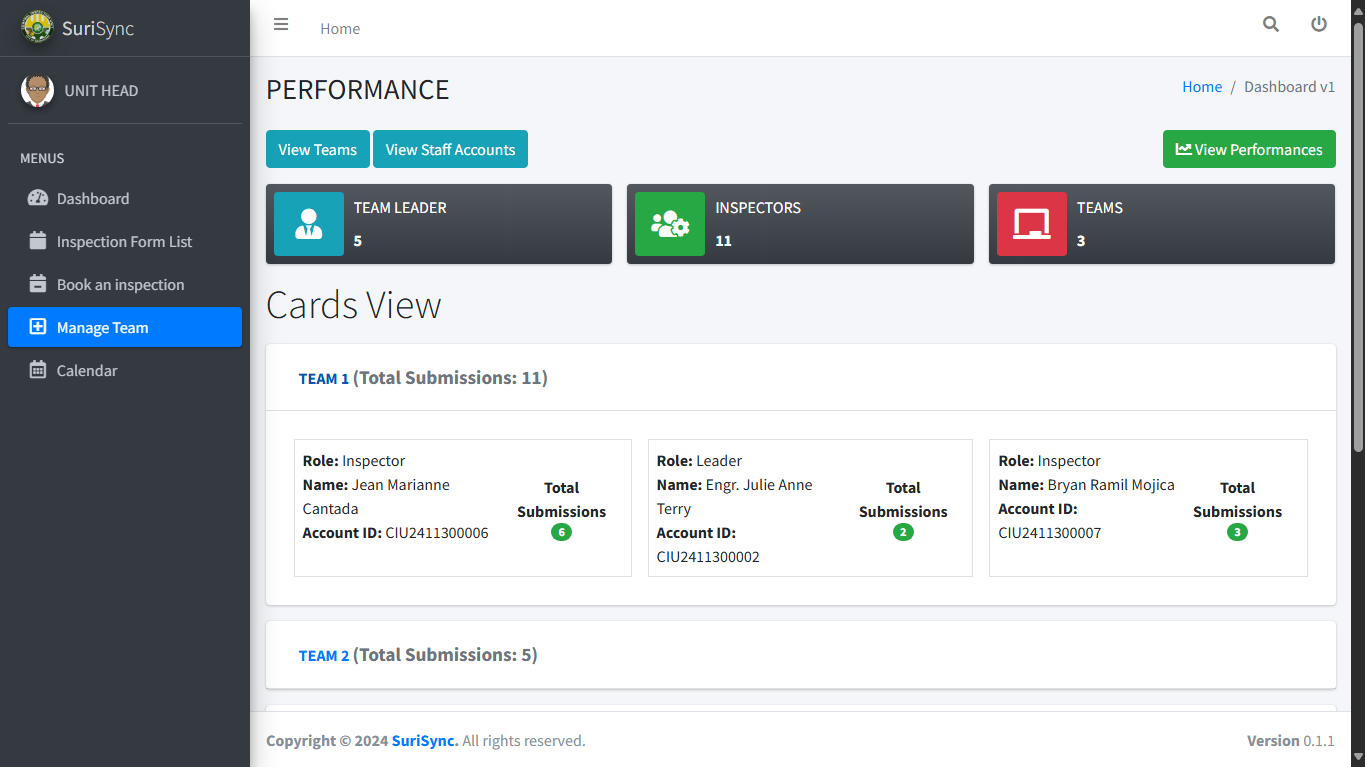 SuriSync
Home
UNIT HEAD
MENUS
Dashboard
Inspection Form List
Book an inspection
Manage Team
Calendar
PERFORMANCE
Home / Dashboard v1
View Teams
View Staff Accounts
View Performances
TEAM LEADER
5
INSPECTORS
11
TEAMS
3
Cards View
TEAM 1 (Total Submissions: 11)
Role: Inspector
Name: Jean Marianne
Cantada
Account ID: CIU2411300006
Total
Submissions
6
Role: Leader
Name: Engr. Julie Anne
Terry
Account ID:
CIU2411300002
Total
Submissions
2
Role: Inspector
Name: Bryan Ramil Mojica
Account ID:
CIU2411300007
Total
Submissions
3
TEAM 2 (Total Submissions: 5)
Copyright © 2024 SuriSync. All rights reserved.
Version 0.1.1